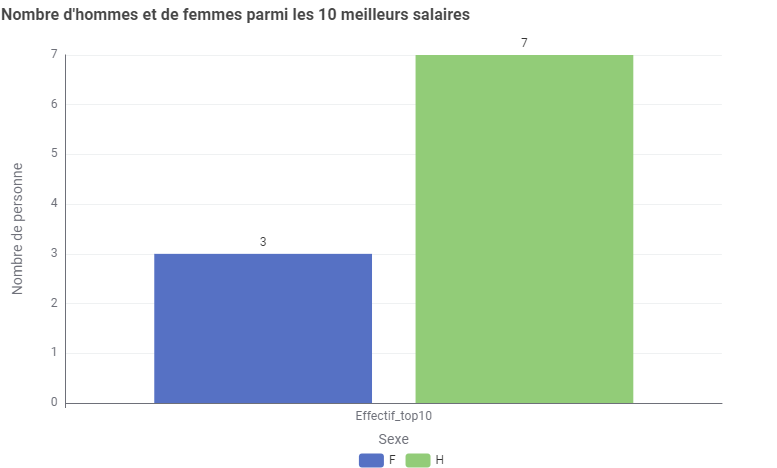 Nombre d'hommes et de femmes parmi les 10 meilleurs salaires
7
7
6
5
4
3
3
2
1
0
Nombre de personne
Effectif_top10
Sexe
F H